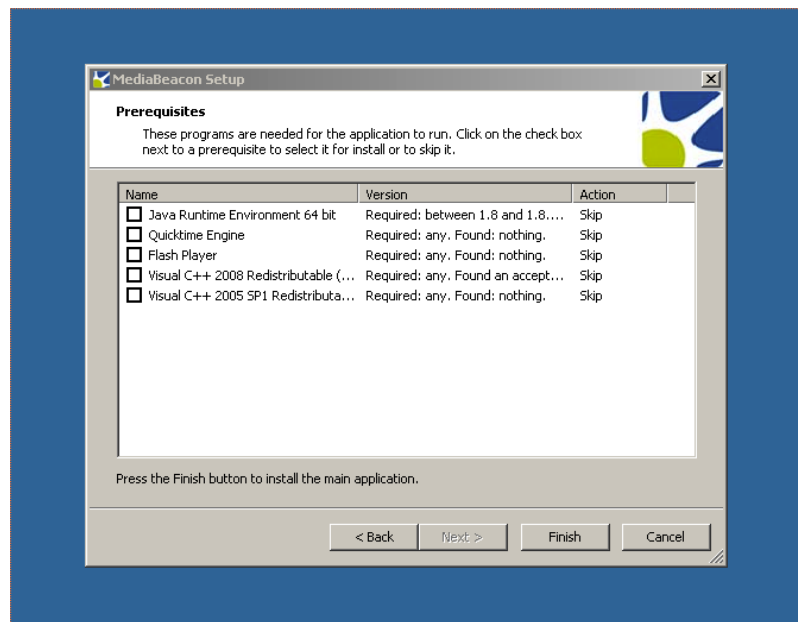 MediaBeacon Setup
Prerequisites
These programs are needed for the application to run. Click on the check box
next to a prerequisite to select it for install or to skip it.
Name Version Action
Java Runtime Environment 64 bit Required: between 1.8 and 1.8.... Skip
Quicktime Engine Required: any. Found: nothing. Skip
Flash Player Required: any. Found: nothing. Skip
Visual C++ 2008 Redistributable (... Required: any. Found an accept... Skip
Visual C++ 2005 SP1 Redistributa... Required: any. Found: nothing. Skip
Press the Finish button to install the main application.
< Back Next > Finish Cancel